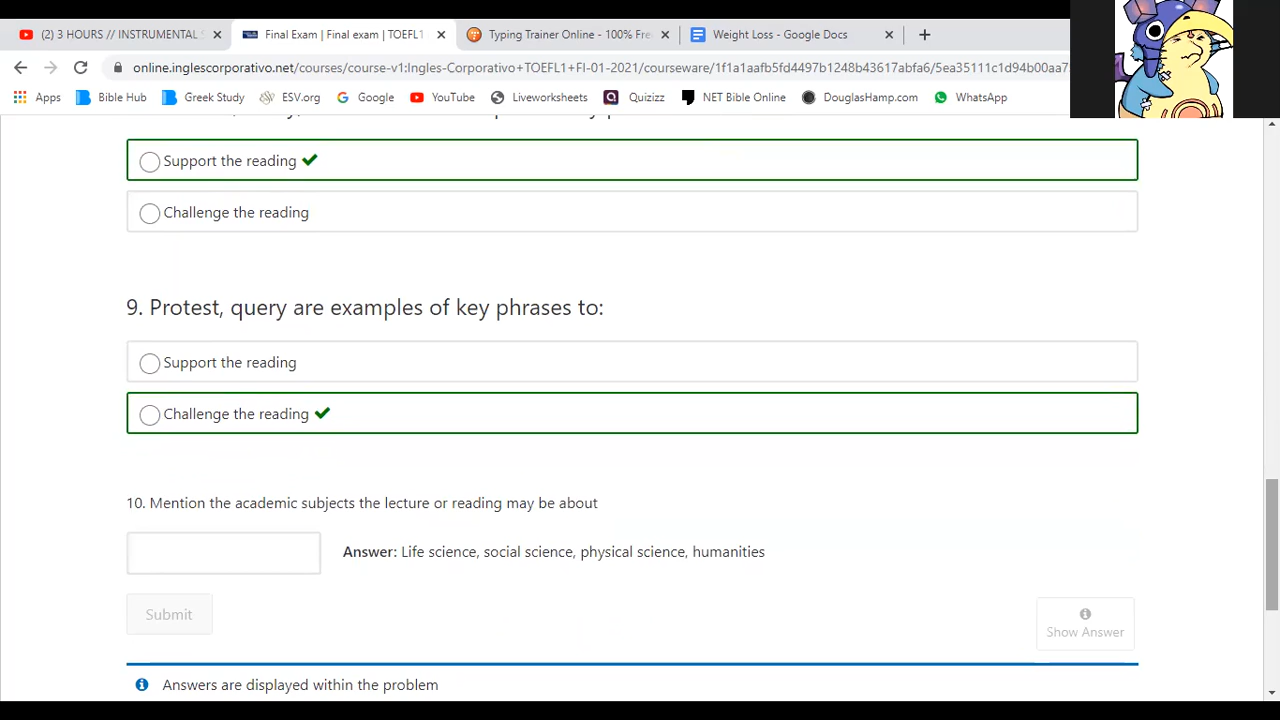 (2) 3 HOURS // INSTRUMENTAL
Final Exam | Final exam | TOEFL1
Typing Trainer Online - 100% Fre
Weight Loss - Google Docs
online.inglescorporativo.net/courses/course-v1:Ingles-Corporativo+TOEFL1+FI-01-2021/courseware/1f1a1aafb5fd4497b1248b43617abfa6/5ea35111c1d94b00aa7
Apps
Bible Hub
Greek Study
ESV.org
Google
YouTube
Liveworksheets
Quizizz
NET Bible Online
DouglasHamp.com
WhatsApp
Support the reading
Challenge the reading
9. Protest, query are examples of key phrases to:
Support the reading
Challenge the reading
10. Mention the academic subjects the lecture or reading may be about
Answer: Life science, social science, physical science, humanities
Submit
Show Answer
Answers are displayed within the problem